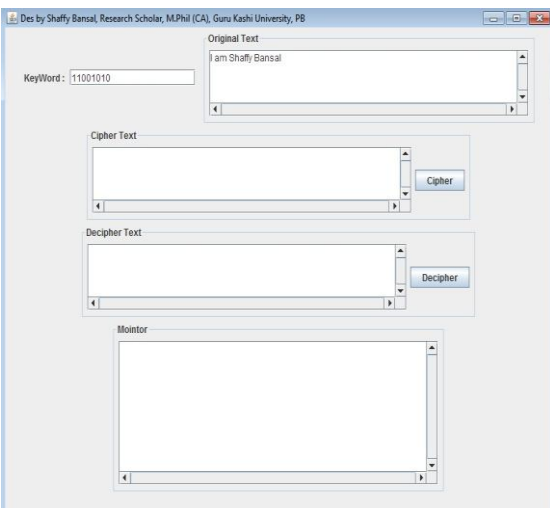 Des by Shaffy Bansal, Research Scholar, M.Phil (CA), Guru Kashi University, PB
Original Text
I am Shaffy Bansal
KeyWord : 11001010
Cipher Text
Cipher
Decipher Text
Decipher
Mointor